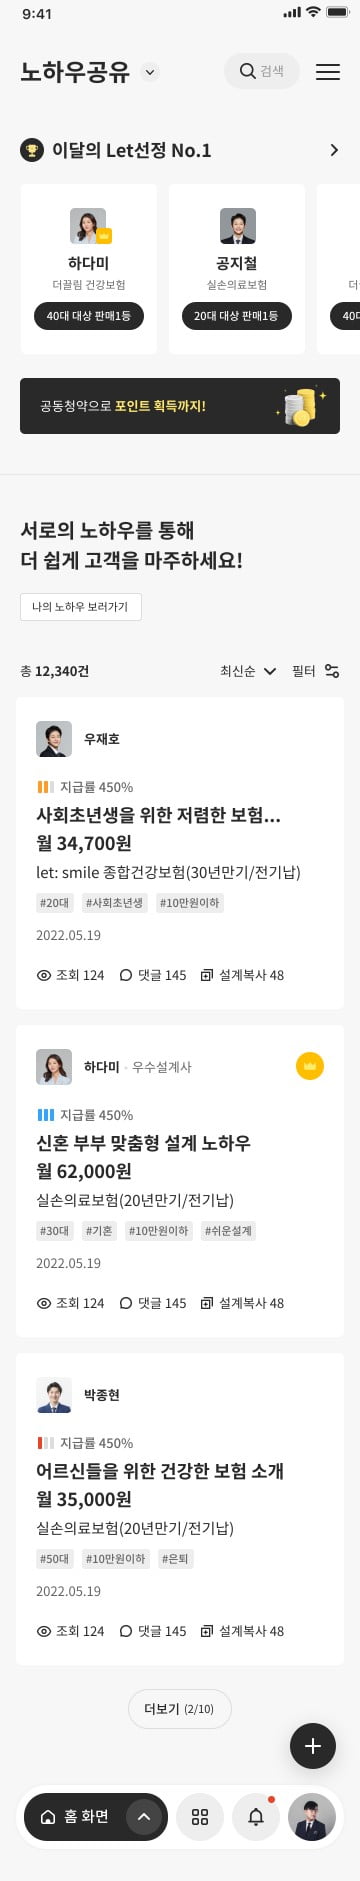 9:41
노하우공유
검색
이달의 Let선정 No.1
하다미
더끌림 건강보험
40대 대상 판매1등
공지철
실손의료보험
20대 대상 판매1등
더
40대
공동청약으로 포인트 획득까지!
서로의 노하우를 통해
더 쉽게 고객을 마주하세요!
나의 노하우 보러가기
총 12,340건
최신순
필터
우재호
지급률 450%
사회초년생을 위한 저렴한 보험...
월 34,700원
let: smile 종합건강보험(30년만기/전기납)
#20대 #사회초년생 #10만원이하
2022.05.19
조회 124 댓글 145 설계복사 48
하다미 · 우수설계사
지급률 450%
신혼 부부 맞춤형 설계 노하우
월 62,000원
실손의료보험(20년만기/전기납)
#30대 #기혼 #10만원이하 #쉬운설계
2022.05.19
조회 124 댓글 145 설계복사 48
박종현
지급률 450%
어르신들을 위한 건강한 보험 소개
월 35,000원
실손의료보험(20년만기/전기납)
#50대 #10만원이하 #은퇴
2022.05.19
조회 124 댓글 145 설계복사 48
더보기 (2/10)
홈 화면